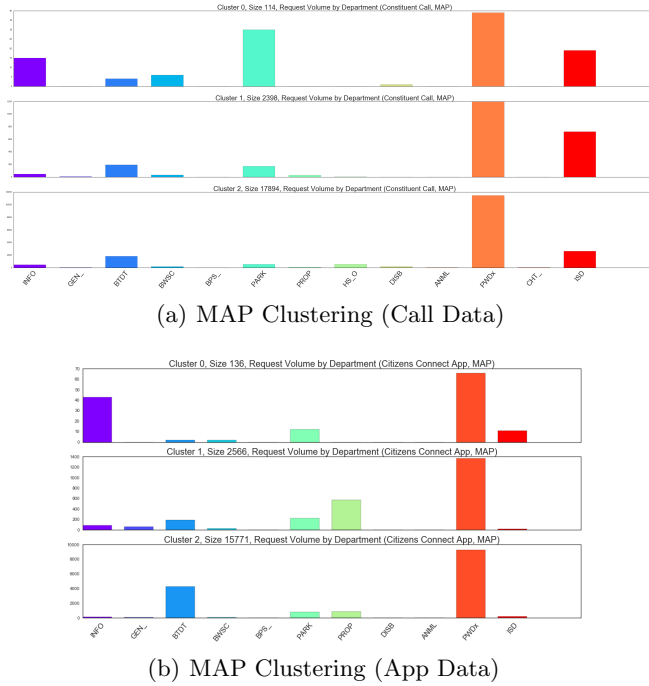 Cluster 0, Size 114, Request Volume by Department (Constituent Call, MAP)
Cluster 1, Size 2398, Request Volume by Department (Constituent Call, MAP)
Cluster 2, Size 17894, Request Volume by Department (Constituent Call, MAP)
INFO GEN_ BTDT BWSC BPS_ PARK PROP HS_O DISB ANML PWDx CHT_ ISD
(a) MAP Clustering (Call Data)
Cluster 0, Size 136, Request Volume by Department (Citizens Connect App, MAP)
70
60
50
40
30
20
10
0
Cluster 1, Size 2566, Request Volume by Department (Citizens Connect App, MAP)
1400
1200
1000
800
600
400
200
0
Cluster 2, Size 15771, Request Volume by Department (Citizens Connect App, MAP)
10000
8000
6000
4000
2000
0
INFO GEN_ BTDT BWSC BPS_ PARK PROP DISB ANML PWDx ISD
(b) MAP Clustering (App Data)